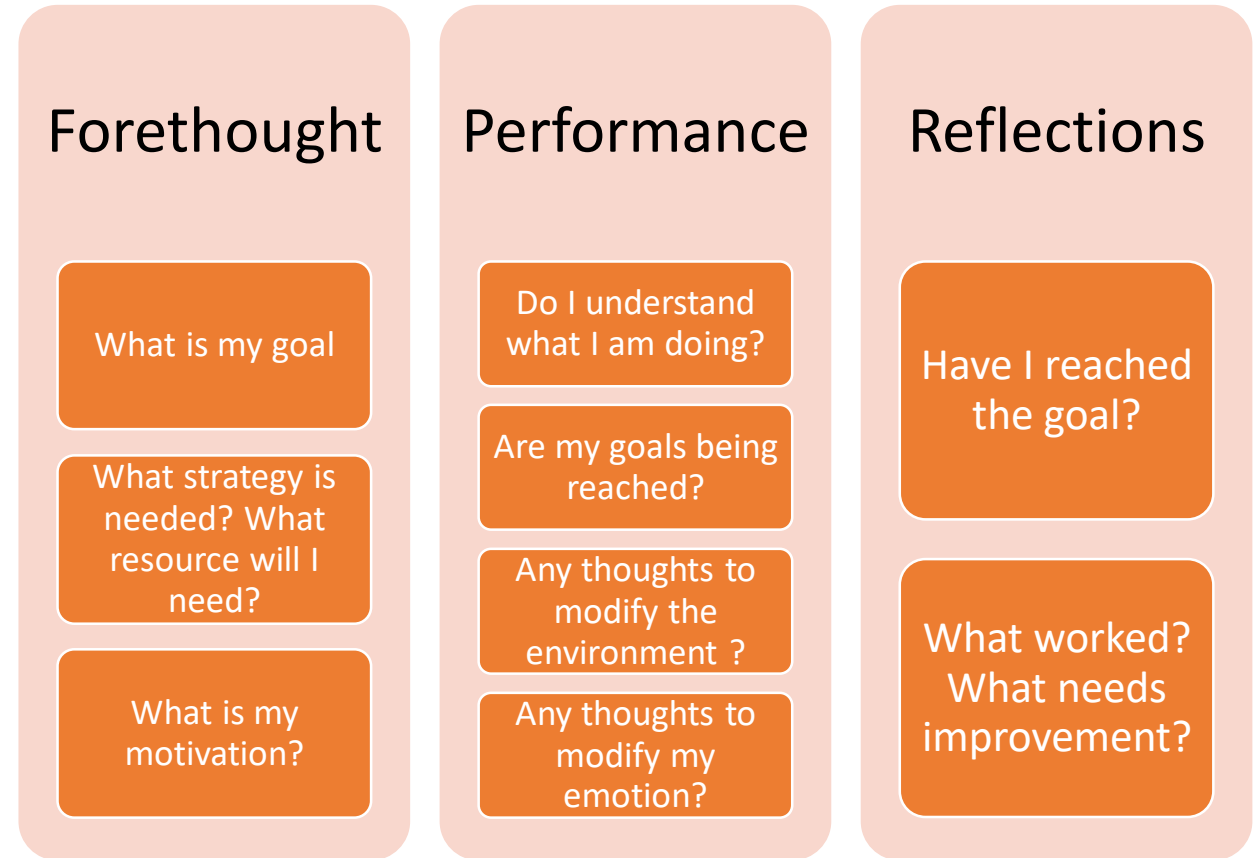 Forethought
What is my goal
What strategy is
needed? What
resource will I
need?
What is my
motivation?
Performance
Do I understand
what I am doing?
Are my goals being
reached?
Any thoughts to
modify the
environment ?
Any thoughts to
modify my
emotion?
Reflections
Have I reached
the goal?
What worked?
What needs
improvement?